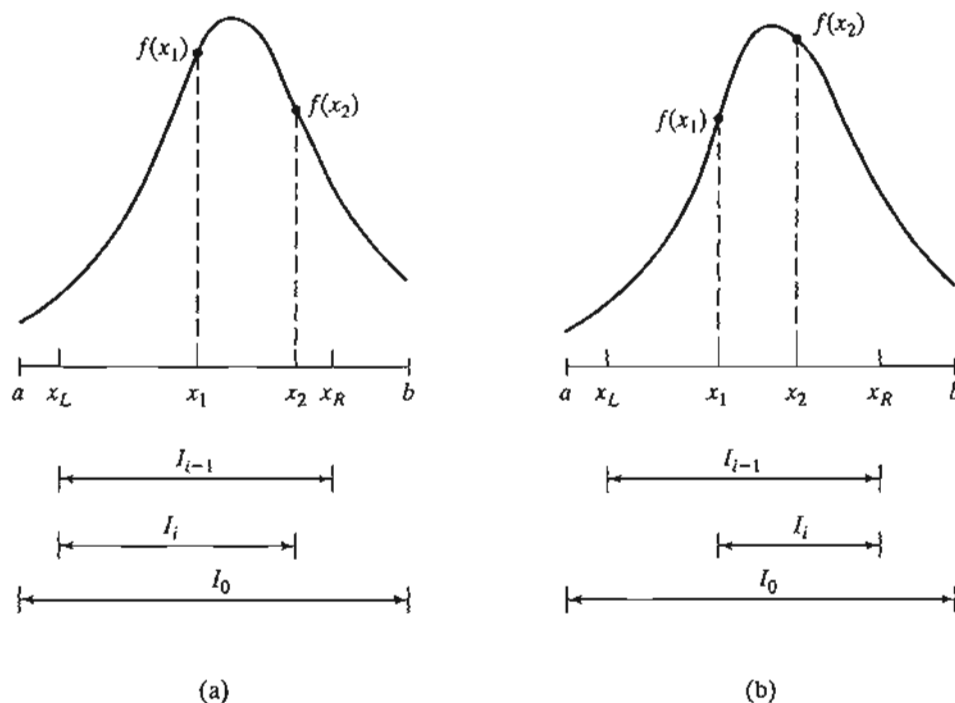 f(x₁)
f(x₂)
a x_L x₁ x₂ x_R b
I_{i−1}
I_i
I₀
(a)
f(x₂)
f(x₁)
a x_L x₁ x₂ x_R
I_{i−1}
I_i
I₀
(b)